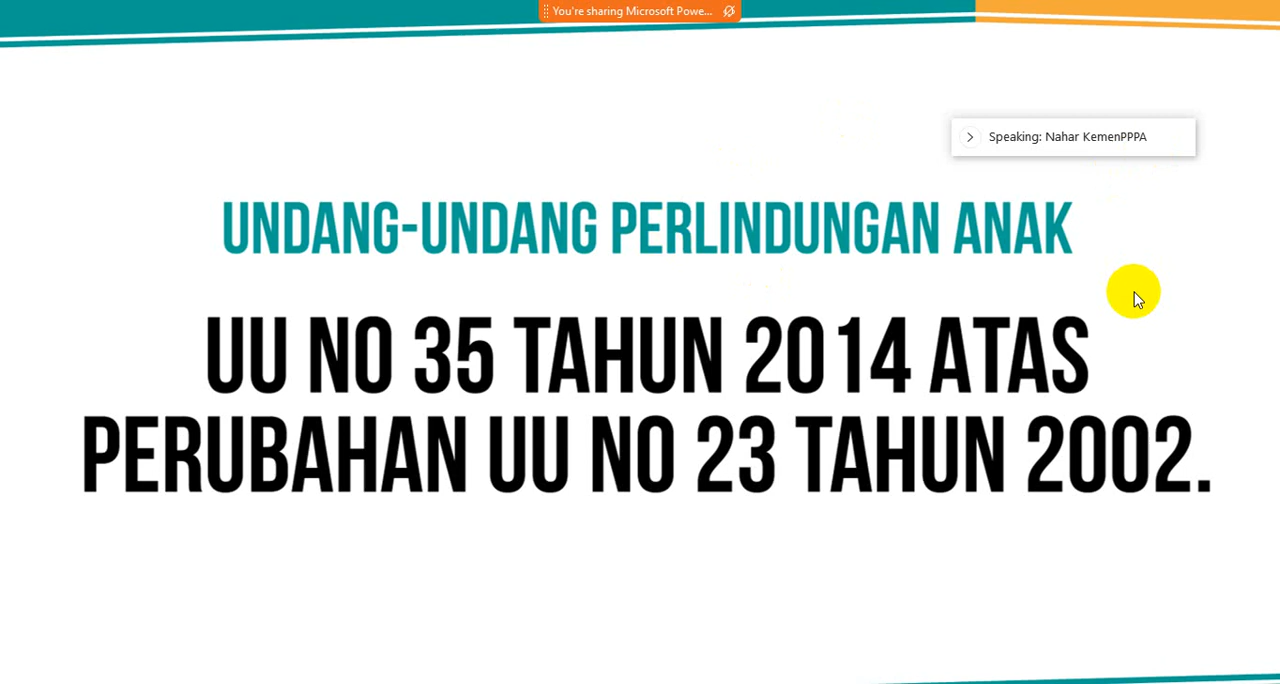 You're sharing Microsoft Powe...
Speaking: Nahar KemenPPPA
UNDANG-UNDANG PERLINDUNGAN ANAK
UU NO 35 TAHUN 2014 ATAS
PERUBAHAN UU NO 23 TAHUN 2002.